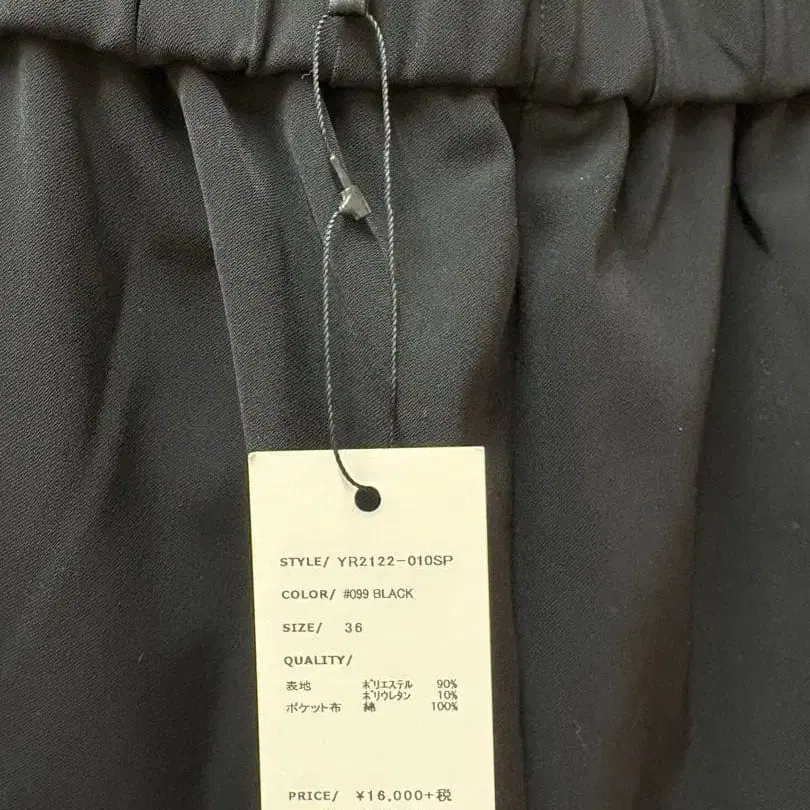 STYLE/ YR2122-010SP
COLOR/ #099 BLACK
SIZE/ 36
QUALITY/
表地 ポリエステル 90%
ポリウレタン 10%
ポケット布 綿 100%
PRICE/ ¥16,000+税